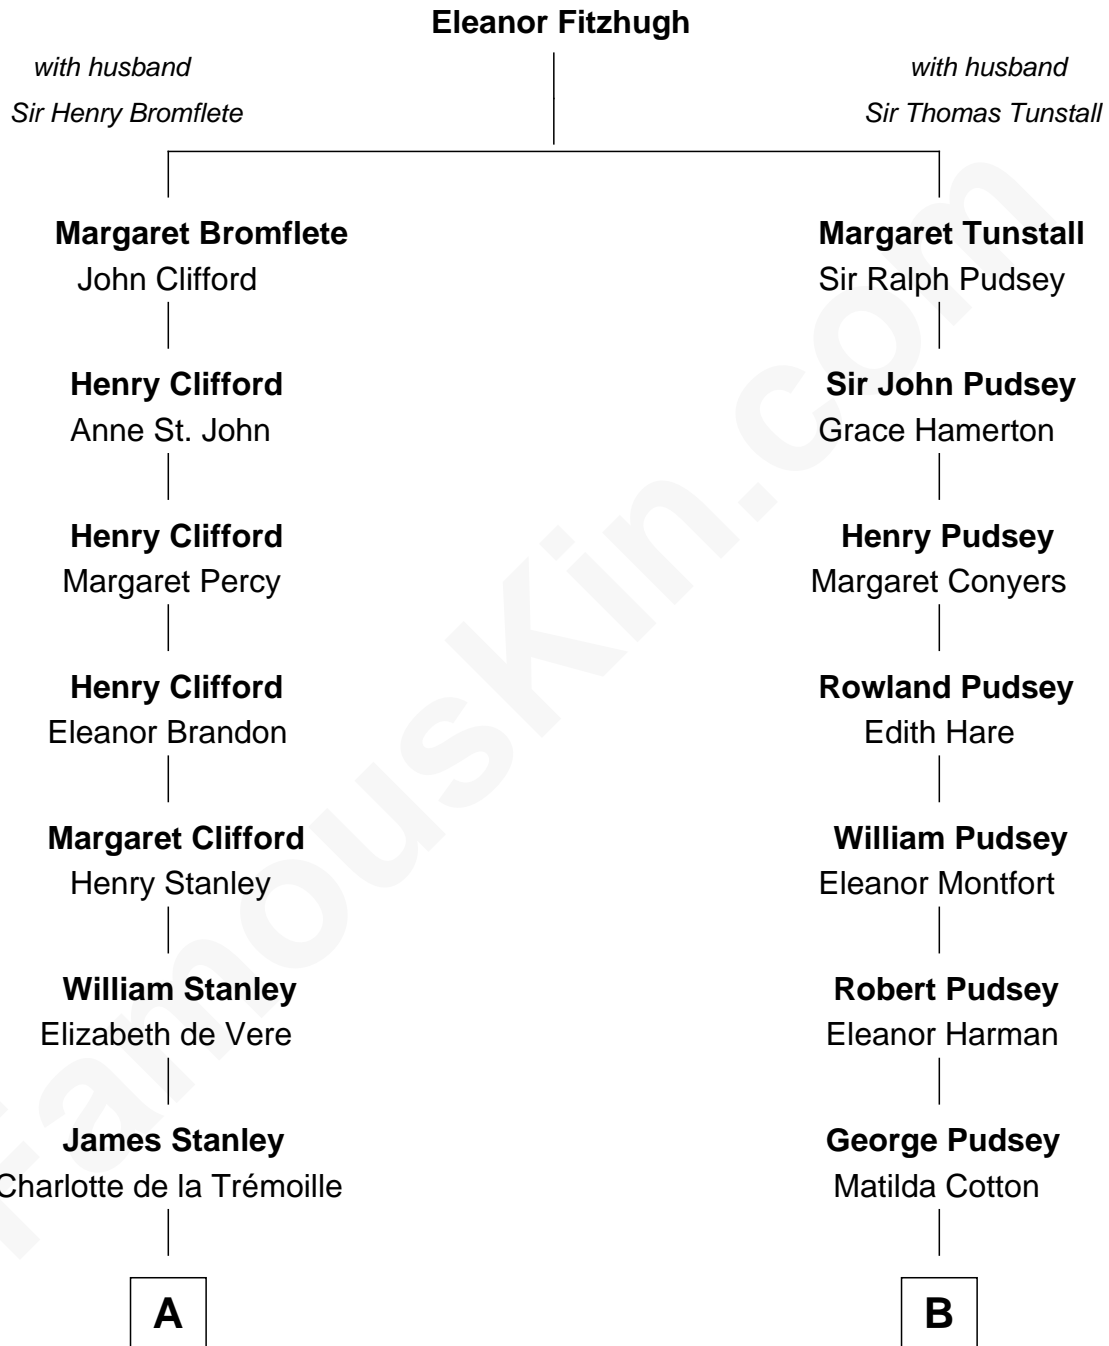 Eleanor Fitzhugh
with husband
Sir Henry Bromflete
with husband
Sir Thomas Tunstall
Margaret Bromflete
John Clifford
Margaret Tunstall
Sir Ralph Pudsey
Henry Clifford
Anne St. John
Sir John Pudsey
Grace Hamerton
Henry Clifford
Margaret Percy
Henry Pudsey
Margaret Conyers
Henry Clifford
Eleanor Brandon
Rowland Pudsey
Edith Hare
Margaret Clifford
Henry Stanley
William Pudsey
Eleanor Montfort
William Stanley
Elizabeth de Vere
Robert Pudsey
Eleanor Harman
James Stanley
Charlotte de la Trémoille
George Pudsey
Matilda Cotton
A
B
FamousKin.com